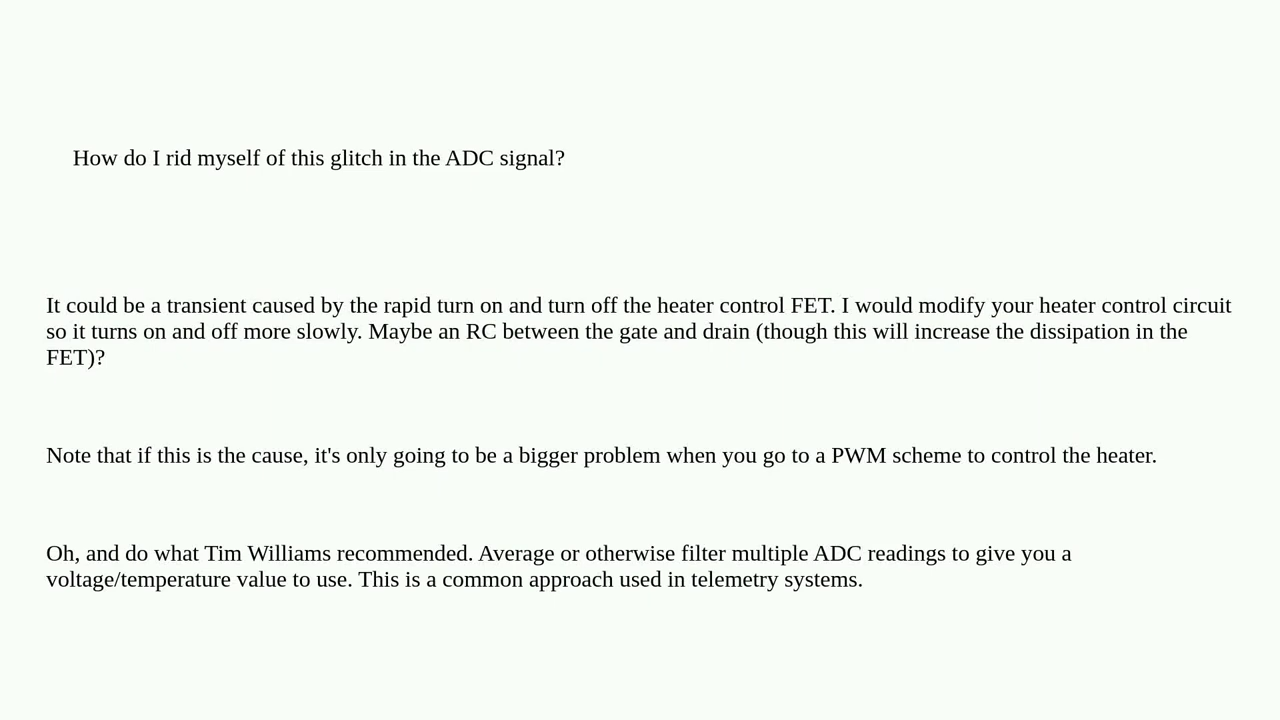 How do I rid myself of this glitch in the ADC signal?
It could be a transient caused by the rapid turn on and turn off the heater control FET. I would modify your heater control circuit
so it turns on and off more slowly. Maybe an RC between the gate and drain (though this will increase the dissipation in the
FET)?
Note that if this is the cause, it's only going to be a bigger problem when you go to a PWM scheme to control the heater.
Oh, and do what Tim Williams recommended. Average or otherwise filter multiple ADC readings to give you a
voltage/temperature value to use. This is a common approach used in telemetry systems.